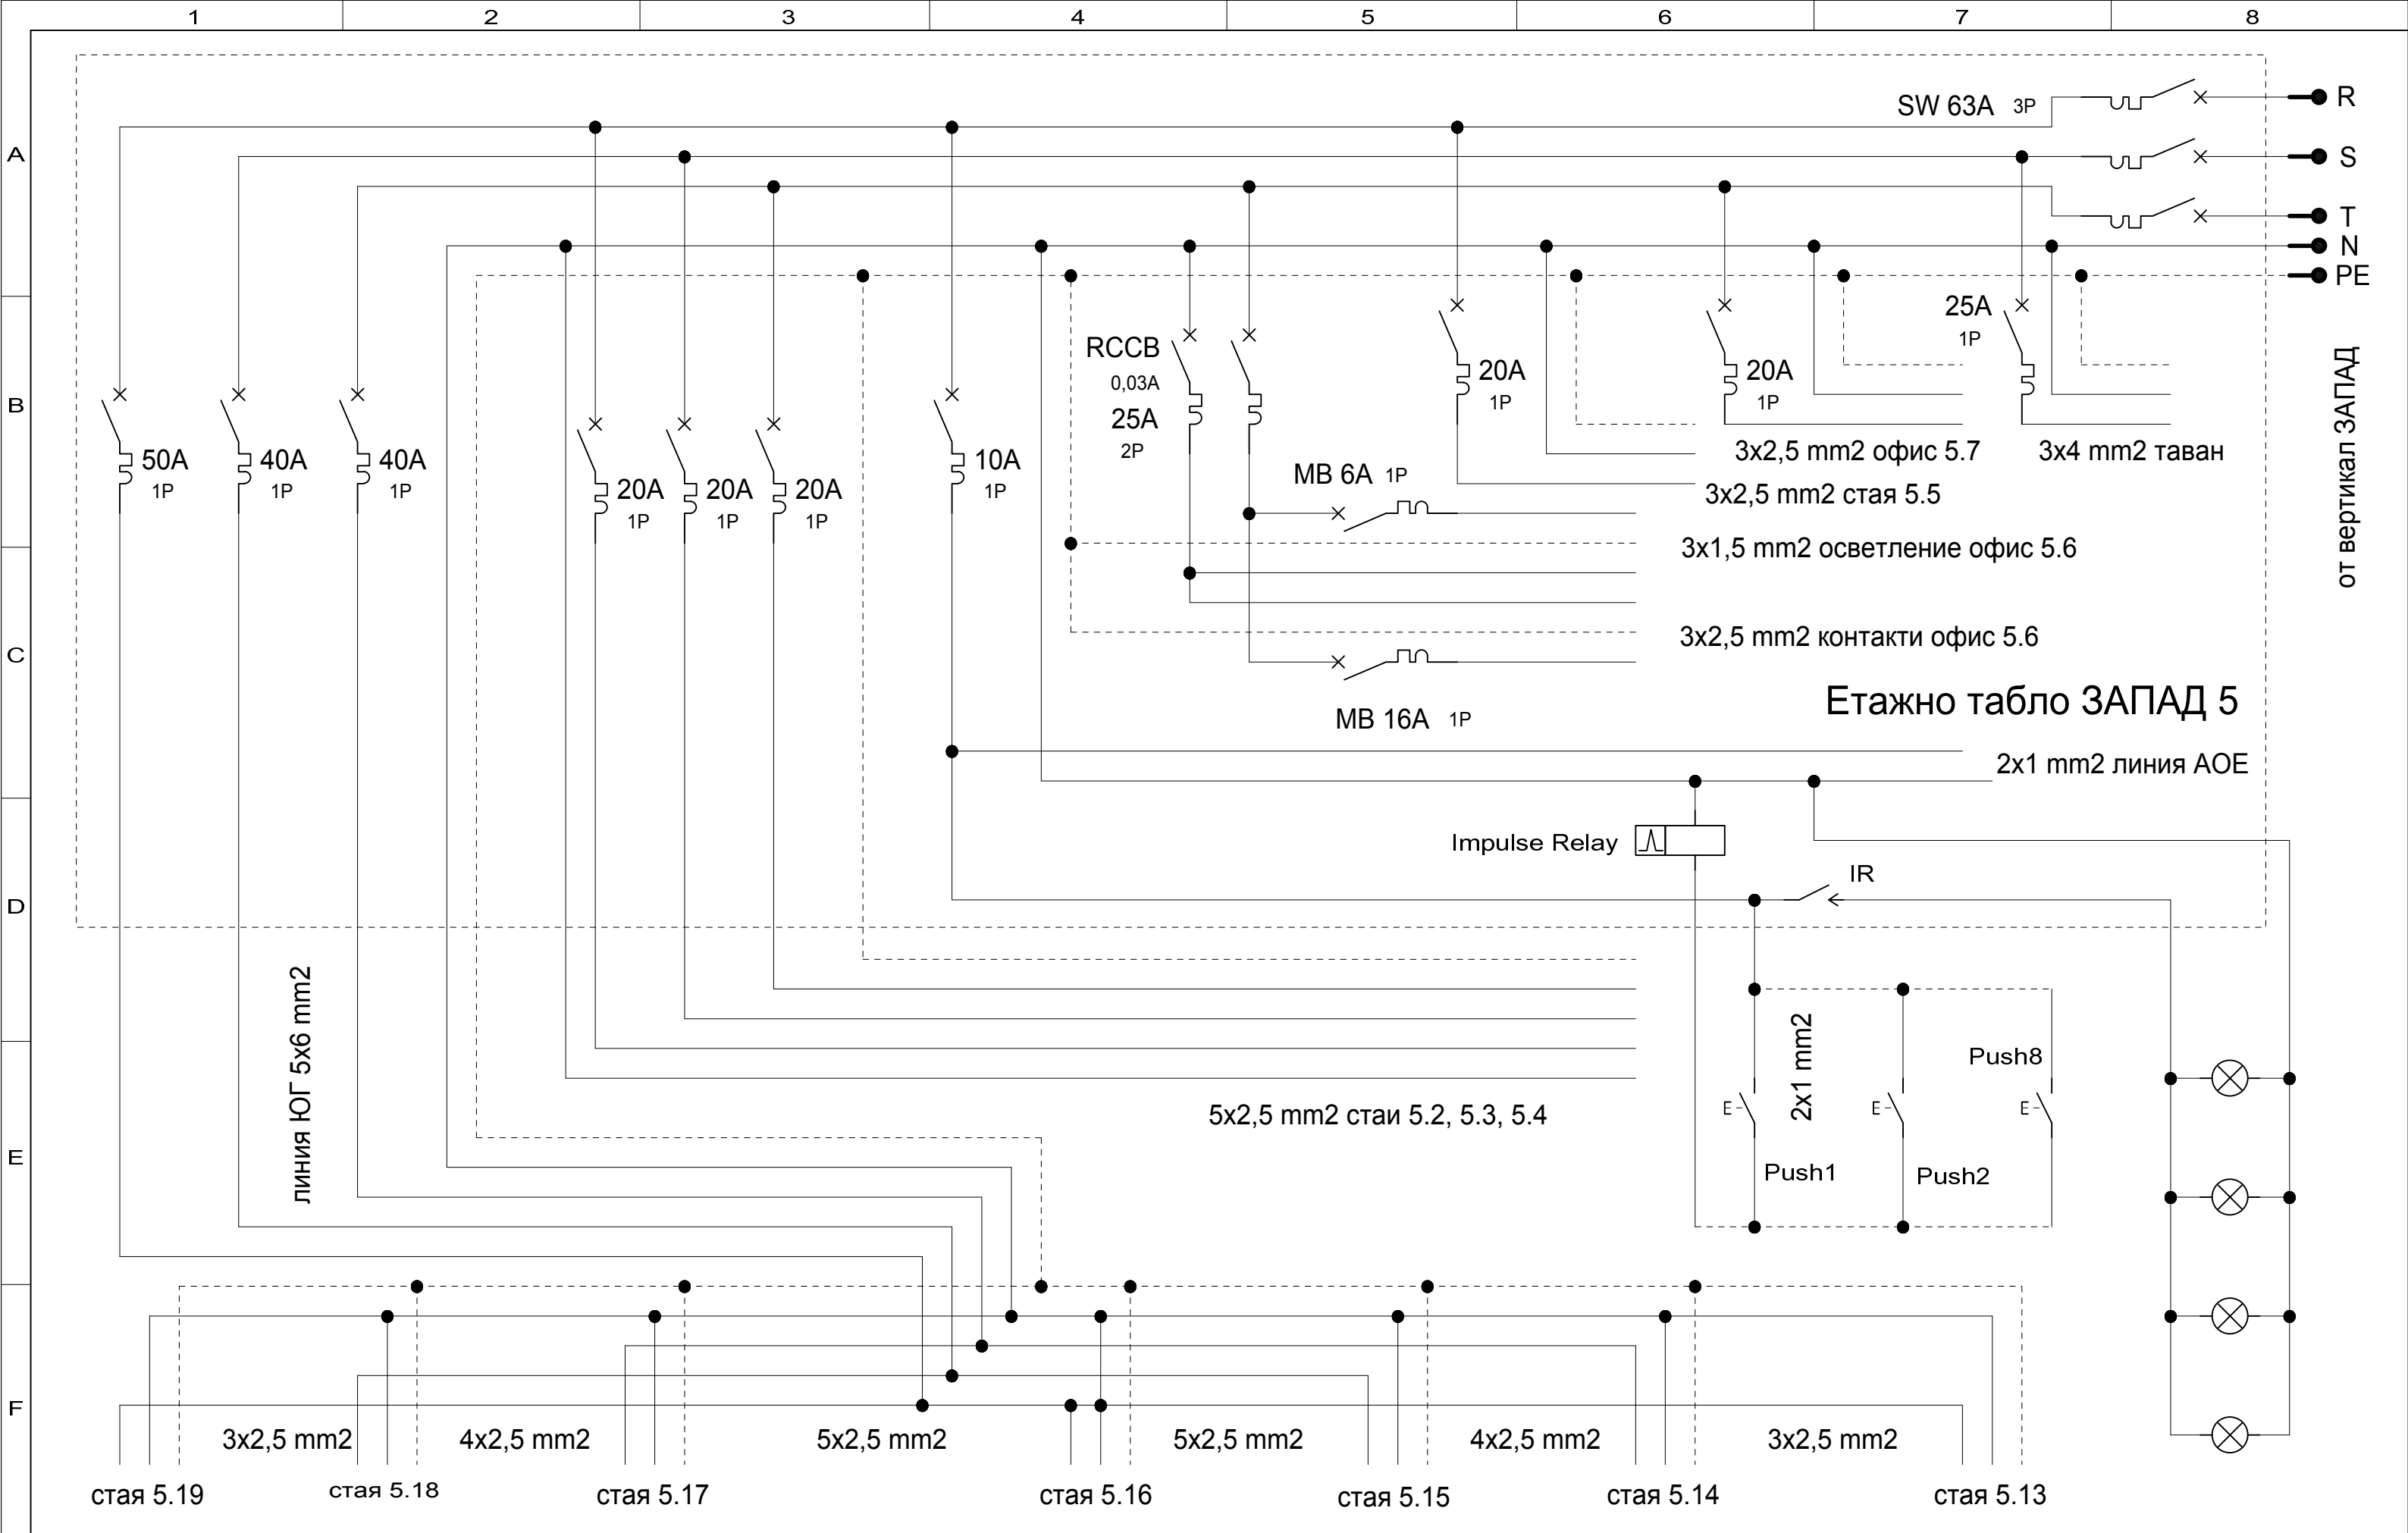 1 2 3 4 5 6 7 8
A
B
C
D
E
F
SW 63A 3P
R
S
T
N
PE
от вертикал ЗАПАД
50A
1P
40A
1P
40A
1P
20A
1P
20A
1P
20A
1P
10A
1P
RCCB
0,03A
25A
2P
20A
1P
20A
1P
25A
1P
MB 6A 1P
3x2,5 mm2 офис 5.7
3x4 mm2 таван
3x2,5 mm2 стая 5.5
3x1,5 mm2 осветление офис 5.6
3x2,5 mm2 контакти офис 5.6
MB 16A 1P
Етажно табло ЗАПАД 5
2x1 mm2 линия АОЕ
Impulse Relay
IR
линия ЮГ 5x6 mm2
5x2,5 mm2 стаи 5.2, 5.3, 5.4
2x1 mm2
E
Push1
E
Push2
E
Push8
3x2,5 mm2
4x2,5 mm2
5x2,5 mm2
5x2,5 mm2
4x2,5 mm2
3x2,5 mm2
стая 5.19
стая 5.18
стая 5.17
стая 5.16
стая 5.15
стая 5.14
стая 5.13